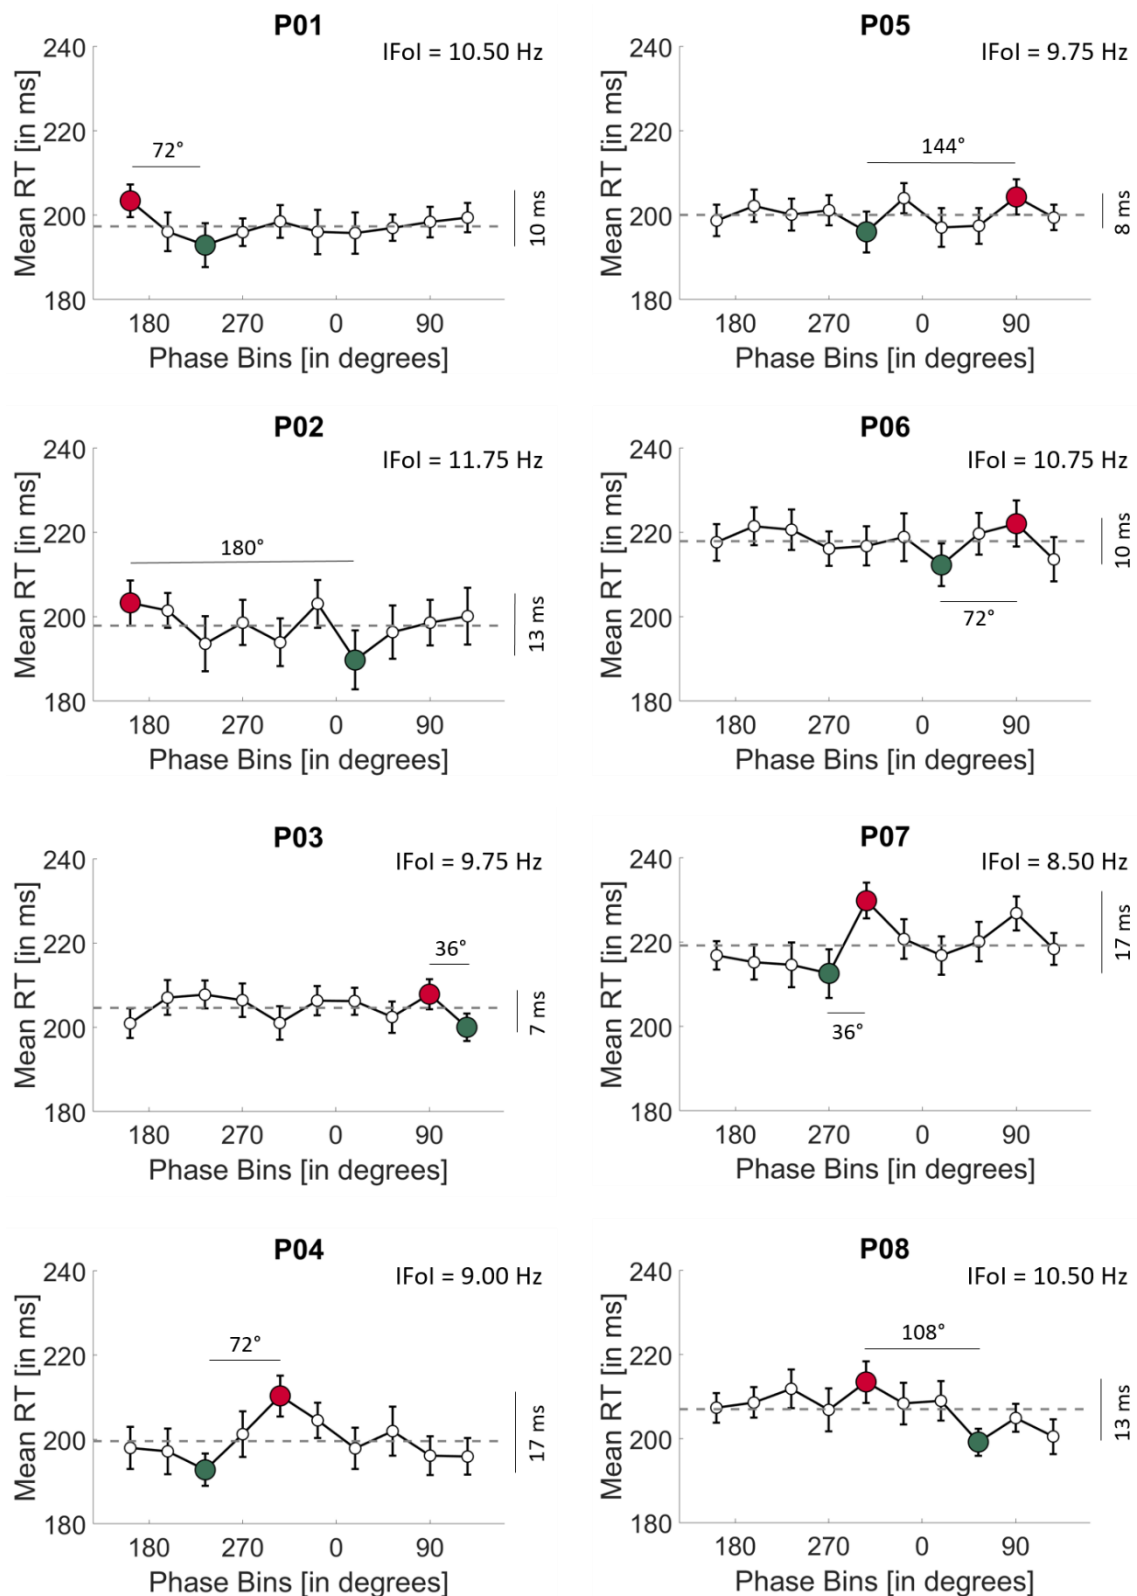 P01
IFoI = 10.50 Hz
240
220
200
180
72°
10 ms
Mean RT [in ms]
180 270 0 90
Phase Bins [in degrees]
P05
IFoI = 9.75 Hz
240
220
200
180
144°
8 ms
Mean RT [in ms]
180 270 0 90
Phase Bins [in degrees]
P02
IFoI = 11.75 Hz
240
220
200
180
180°
13 ms
Mean RT [in ms]
180 270 0 90
Phase Bins [in degrees]
P06
IFoI = 10.75 Hz
240
220
200
180
72°
10 ms
Mean RT [in ms]
180 270 0 90
Phase Bins [in degrees]
P03
IFoI = 9.75 Hz
240
220
200
180
36°
7 ms
Mean RT [in ms]
180 270 0 90
Phase Bins [in degrees]
P07
IFoI = 8.50 Hz
240
220
200
180
36°
17 ms
Mean RT [in ms]
180 270 0 90
Phase Bins [in degrees]
P04
IFoI = 9.00 Hz
240
220
200
180
72°
17 ms
Mean RT [in ms]
180 270 0 90
Phase Bins [in degrees]
P08
IFoI = 10.50 Hz
240
220
200
180
108°
13 ms
Mean RT [in ms]
180 270 0 90
Phase Bins [in degrees]